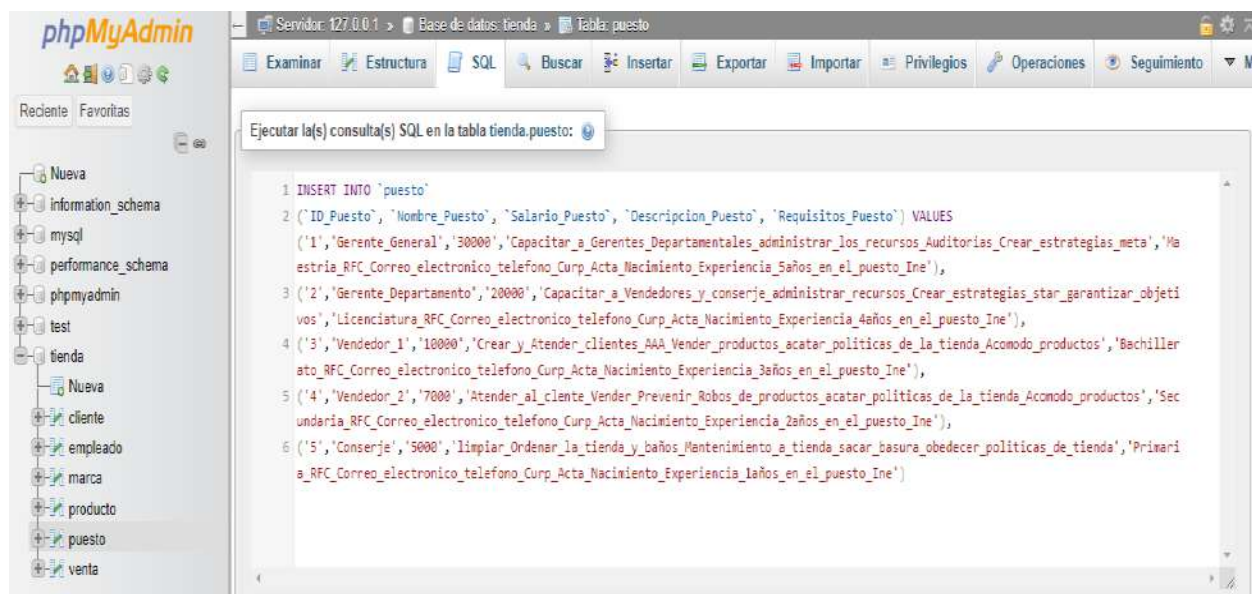 phpMyAdmin
Reciente Favoritas
Nueva
information_schema
mysql
performance_schema
phpmyadmin
test
tienda
Nueva
cliente
empleado
marca
producto
puesto
venta
Servidor: 127.0.0.1 » Base de datos: tienda » Tabla: puesto
Examinar Estructura SQL Buscar Insertar Exportar Importar Privilegios Operaciones Seguimiento
Ejecutar la(s) consulta(s) SQL en la tabla tienda.puesto:
1 INSERT INTO `puesto`
2 (`ID_Puesto`, `Nombre_Puesto`, `Salario_Puesto`, `Descripcion_Puesto`, `Requisitos_Puesto`) VALUES
('1','Gerente_General','30000','Capacitar_a_Gerentes_Departamentales_administrar_los_recursos_Auditorias_Crear_estrategias_meta','Ma
estria_RFC_Correo_electronico_telefono_Curp_Acta_Nacimiento_Experiencia_5años_en_el_puesto_Ine'),
3 ('2','Gerente_Departamento','20000','Capacitar_a_Vendedores_y_conserje_administrar_recursos_Crear_estrategias_star_garantizar_objeti
vos','Licenciatura_RFC_Correo_electronico_telefono_Curp_Acta_Nacimiento_Experiencia_4años_en_el_puesto_Ine'),
4 ('3','Vendedor_1','10000','Crear_y_Atender_clientes_AAA_Vender_productos_acatar_politicas_de_la_tienda_Acomodo_productos','Bachiller
ato_RFC_Correo_electronico_telefono_Curp_Acta_Nacimiento_Experiencia_3años_en_el_puesto_Ine'),
5 ('4','Vendedor_2','7000','Atender_al_clente_Vender_Prevenir_Robos_de_productos_acatar_politicas_de_la_tienda_Acomodo_productos','Sec
undaria_RFC_Correo_electronico_telefono_Curp_Acta_Nacimiento_Experiencia_2años_en_el_puesto_Ine'),
6 ('5','Conserje','5000','limpiar_Ordenar_la_tienda_y_baños_Mantenimiento_a_tienda_sacar_basura_obedecer_politicas_de_tienda','Primari
a_RFC_Correo_electronico_telefono_Curp_Acta_Nacimiento_Experiencia_1años_en_el_puesto_Ine')